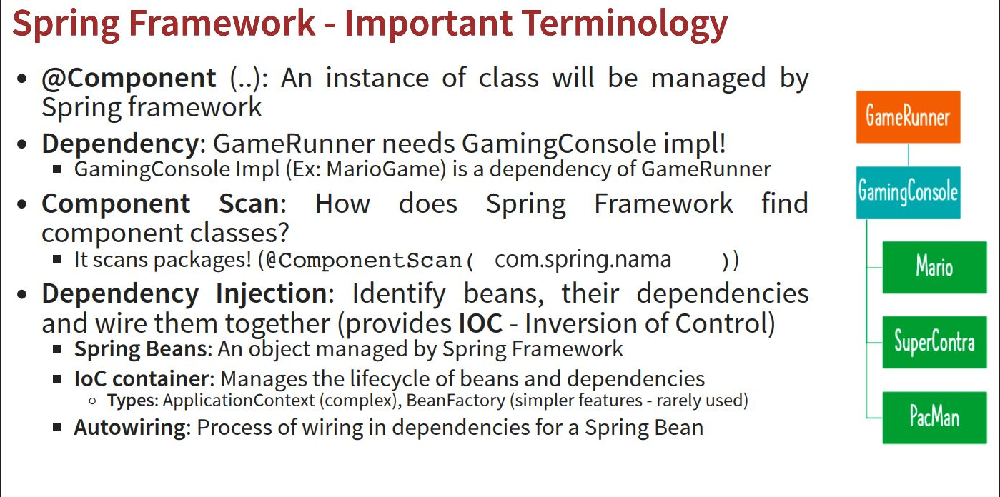 Spring Framework - Important Terminology
• @Component (..): An instance of class will be managed by
Spring framework
• Dependency: GameRunner needs GamingConsole impl!
▪ GamingConsole Impl (Ex: MarioGame) is a dependency of GameRunner
• Component Scan: How does Spring Framework find
component classes?
▪ It scans packages! (@ComponentScan( com.spring.nama ))
• Dependency Injection: Identify beans, their dependencies
and wire them together (provides IOC - Inversion of Control)
▪ Spring Beans: An object managed by Spring Framework
▪ IoC container: Manages the lifecycle of beans and dependencies
◦ Types: ApplicationContext (complex), BeanFactory (simpler features - rarely used)
▪ Autowiring: Process of wiring in dependencies for a Spring Bean
GameRunner
GamingConsole
Mario
SuperContra
PacMan